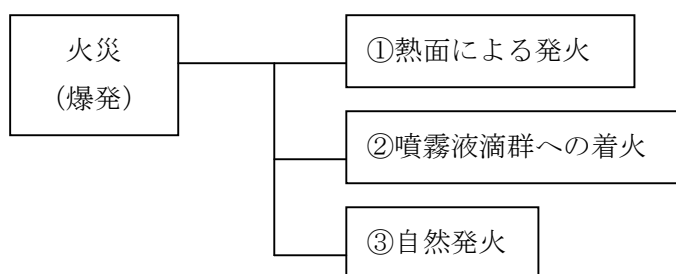 火災
(爆発)
①熱面による発火
②噴霧液滴群への着火
③自然発火